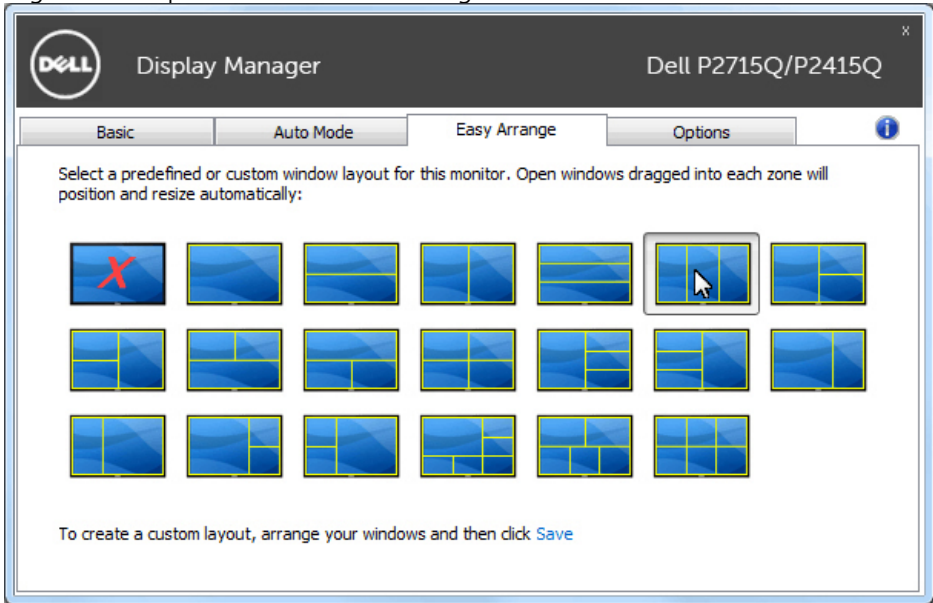 DELL
Display Manager
Dell P2715Q/P2415Q
x
Basic
Auto Mode
Easy Arrange
Options
i
Select a predefined or custom window layout for this monitor. Open windows dragged into each zone will
position and resize automatically:
X
To create a custom layout, arrange your windows and then click Save